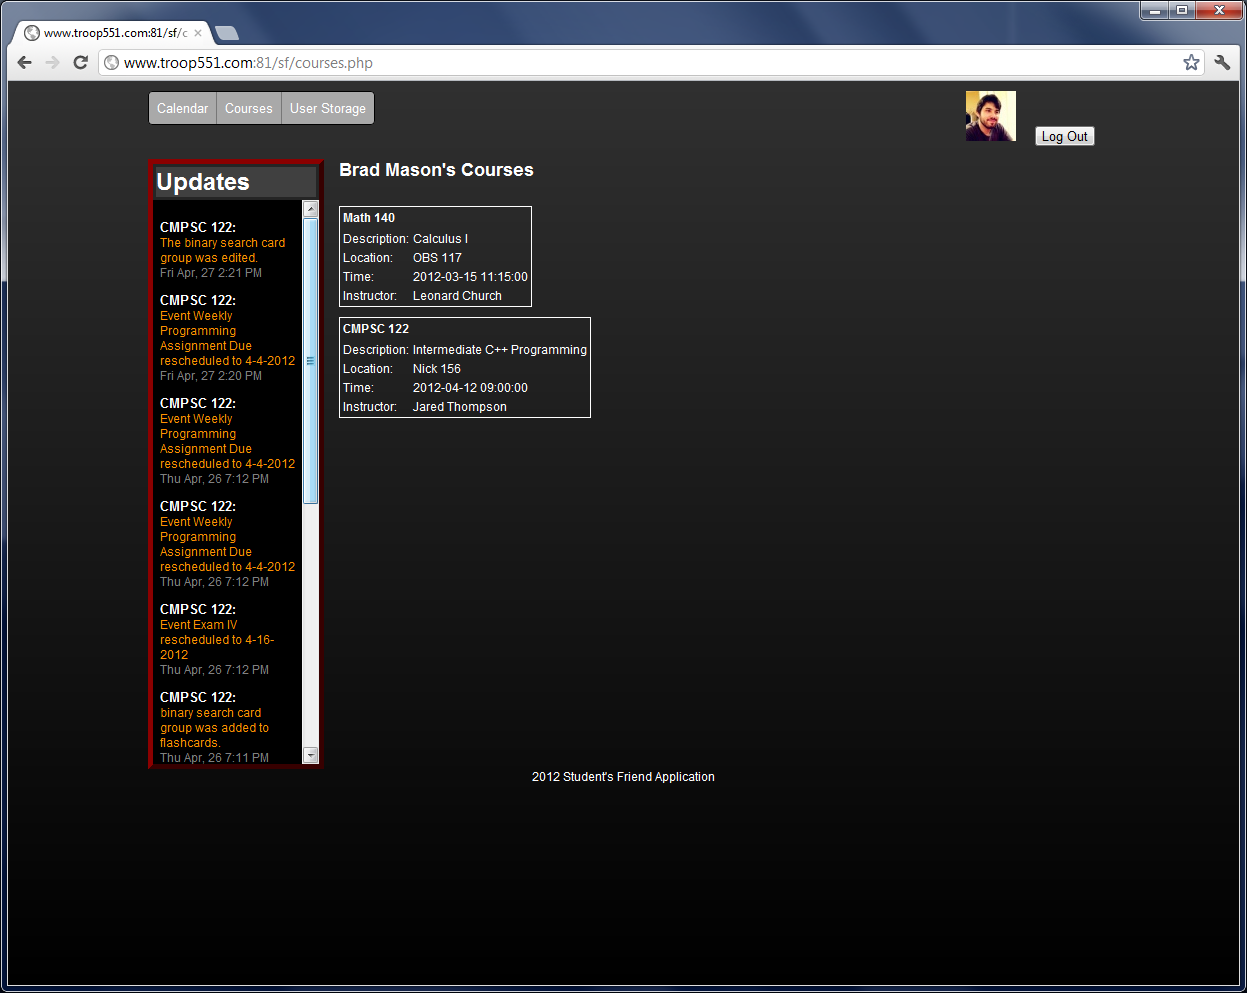 www.troop551.com:81/sf/c
www.troop551.com:81/sf/courses.php
Calendar
Courses
User Storage
Log Out
Updates
CMPSC 122:
The binary search card
group was edited.
Fri Apr, 27 2:21 PM
CMPSC 122:
Event Weekly
Programming
Assignment Due
rescheduled to 4-4-2012
Fri Apr, 27 2:20 PM
CMPSC 122:
Event Weekly
Programming
Assignment Due
rescheduled to 4-4-2012
Thu Apr, 26 7:12 PM
CMPSC 122:
Event Weekly
Programming
Assignment Due
rescheduled to 4-4-2012
Thu Apr, 26 7:12 PM
CMPSC 122:
Event Exam IV
rescheduled to 4-16-
2012
Thu Apr, 26 7:12 PM
CMPSC 122:
binary search card
group was added to
flashcards.
Thu Apr, 26 7:11 PM
Brad Mason's Courses
Math 140
Description: Calculus I
Location: OBS 117
Time: 2012-03-15 11:15:00
Instructor: Leonard Church
CMPSC 122
Description: Intermediate C++ Programming
Location: Nick 156
Time: 2012-04-12 09:00:00
Instructor: Jared Thompson
2012 Student's Friend Application